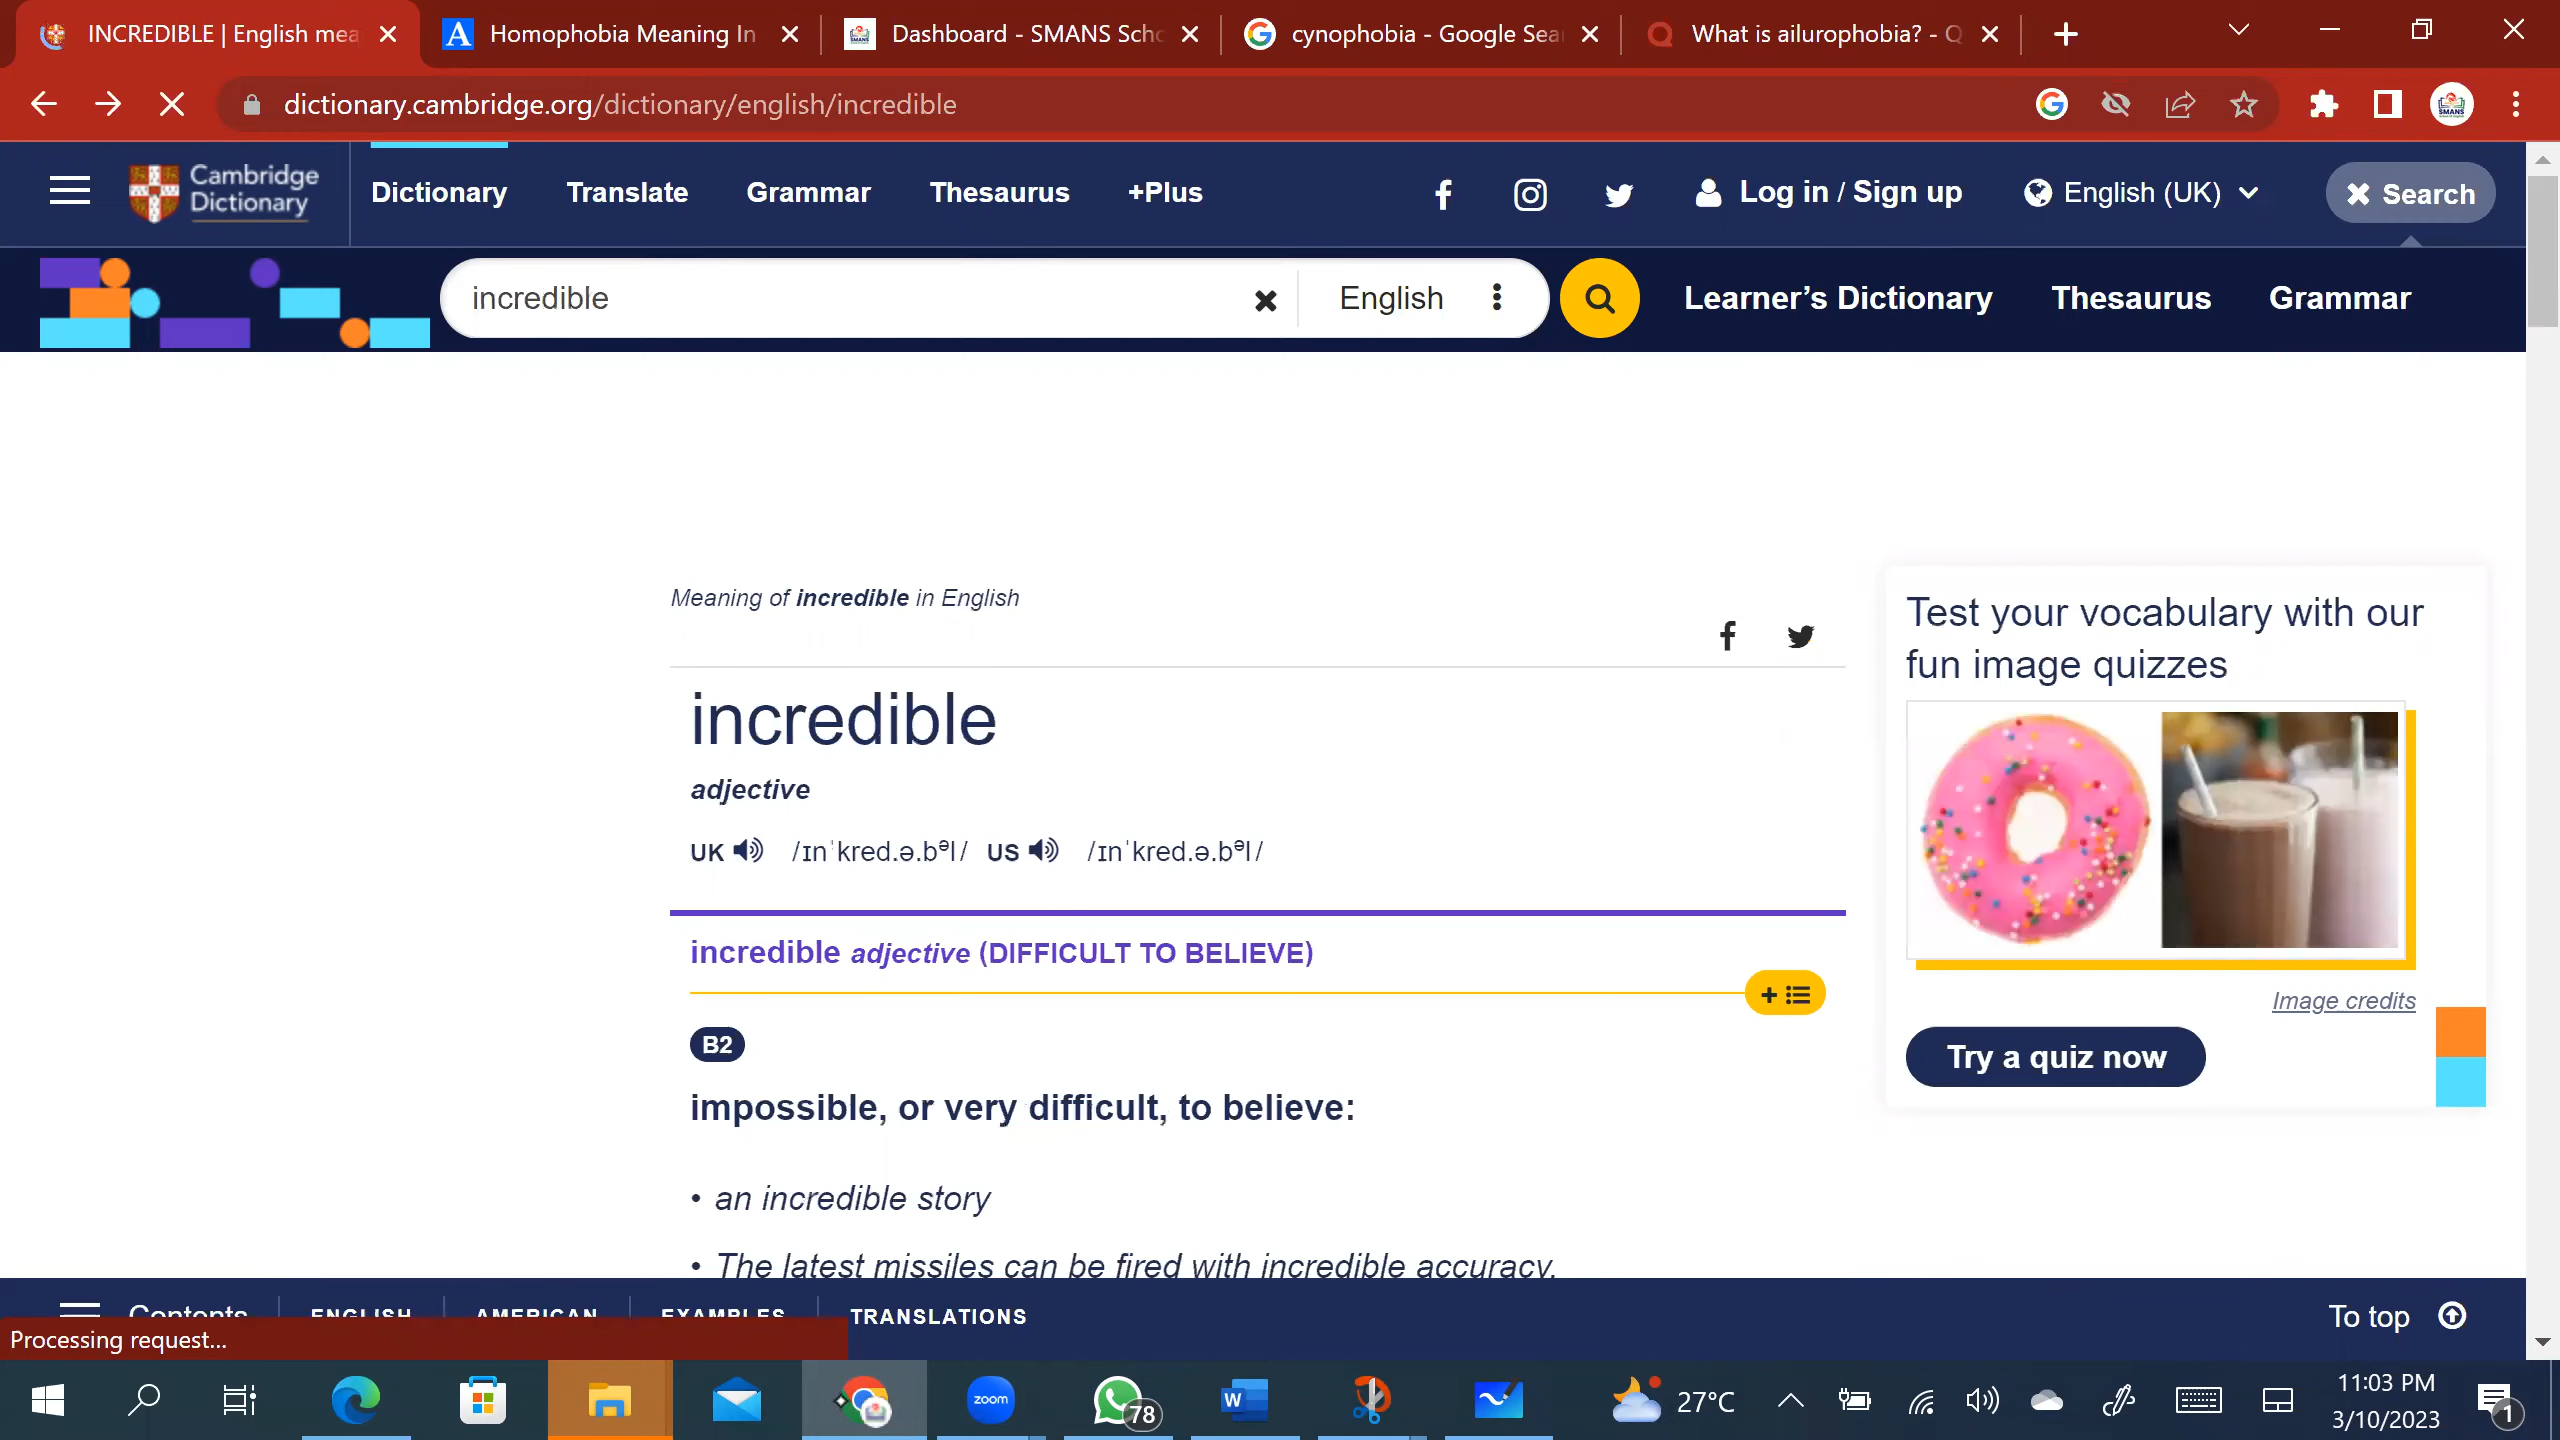 INCREDIBLE | English mea
Homophobia Meaning In
Dashboard - SMANS Scho
cynophobia - Google Sea
What is ailurophobia? - Q
dictionary.cambridge.org/dictionary/english/incredible
Cambridge
Dictionary
Dictionary
Translate
Grammar
Thesaurus
+Plus
Log in / Sign up
English (UK)
Search
incredible
English
Learner’s Dictionary
Thesaurus
Grammar
Meaning of incredible in English
incredible
adjective
UK /ɪnˈkred.ə.bᵊl/ US /ɪnˈkred.ə.bᵊl/
incredible adjective (DIFFICULT TO BELIEVE)
B2
impossible, or very difficult, to believe:
• an incredible story
• The latest missiles can be fired with incredible accuracy.
Test your vocabulary with our
fun image quizzes
Image credits
Try a quiz now
Contents
ENGLISH
AMERICAN
EXAMPLES
TRANSLATIONS
To top
Processing request...
zoom
78
W
27°C
11:03 PM
3/10/2023
1